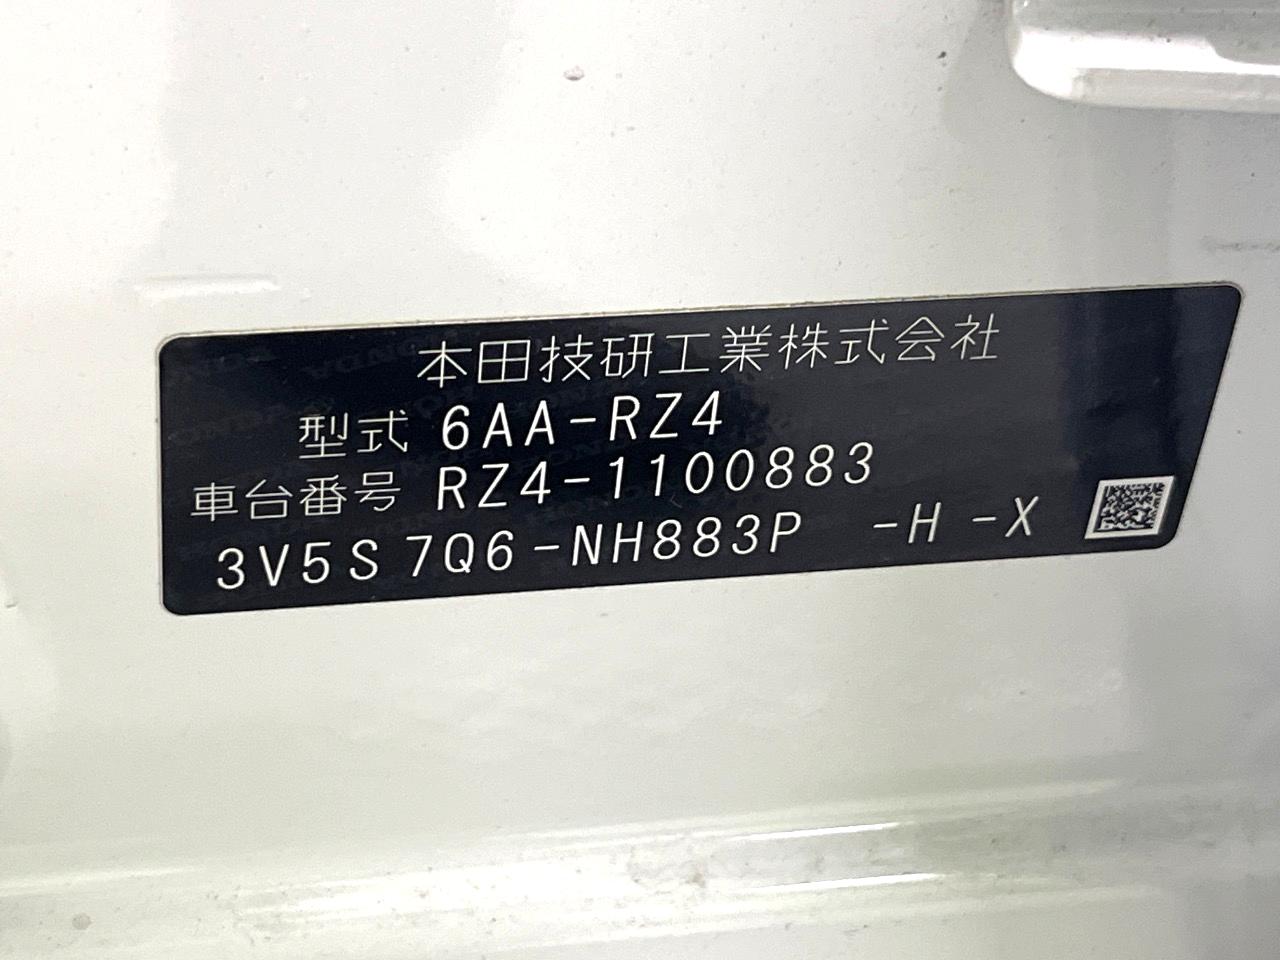 本田技研工業株式会社
型式 6AA-RZ4
車台番号 RZ4-1100883
3V5S 7Q6-NH883P -H -X